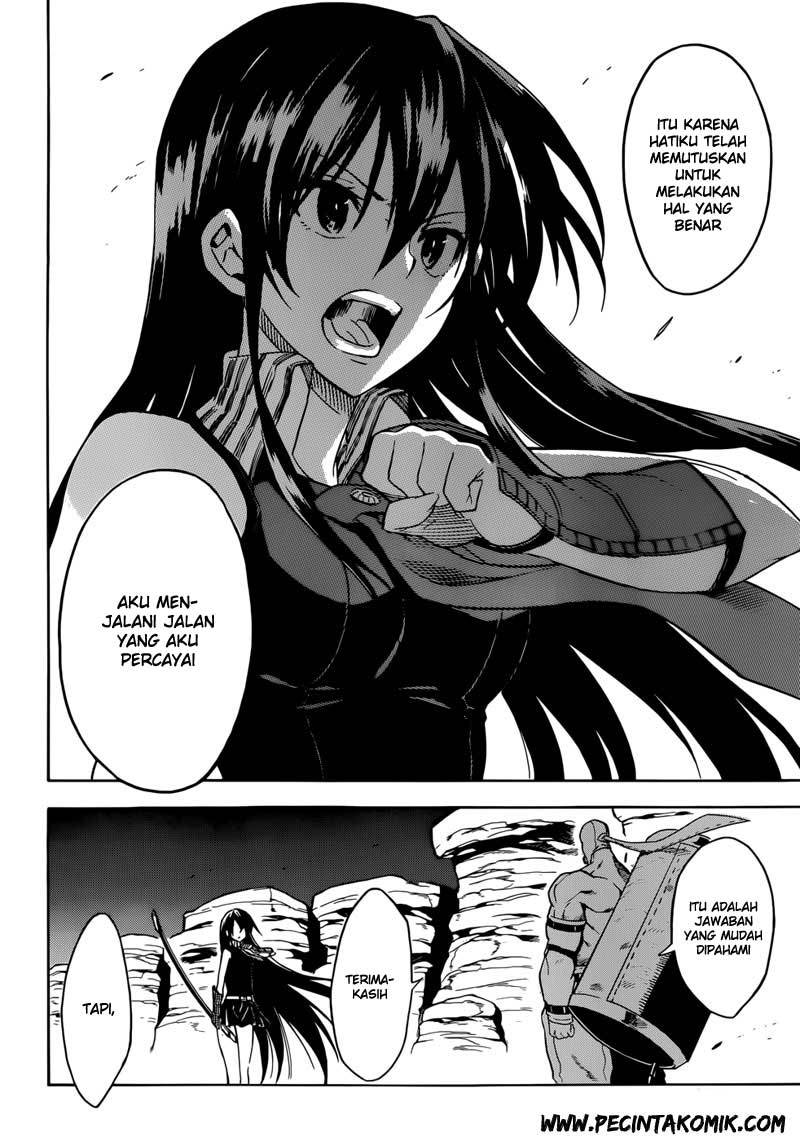 ITU KARENA
HATIKU TELAH
MEMUTUSKAN
UNTUK
MELAKUKAN
HAL YANG
BENAR
AKU MEN-
JALANI JALAN
YANG AKU
PERCAYAI
ITU ADALAH
JAWABAN
YANG MUDAH
DIPAHAMI
TERIMA-
KASIH
TAPI,
WWW.PECINTAKOMIK.COM